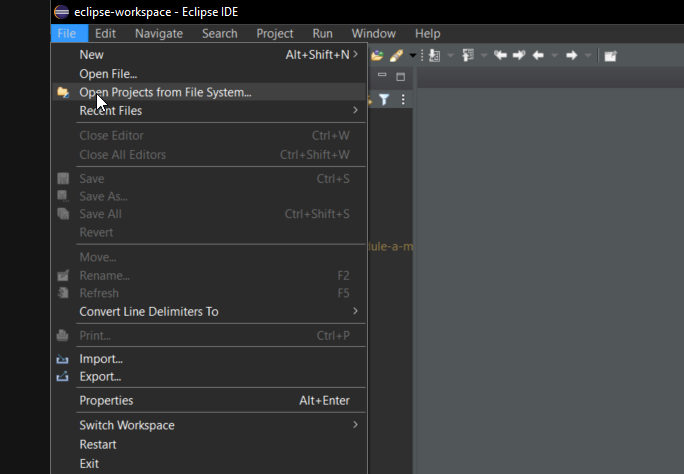 eclipse-workspace - Eclipse IDE
File Edit Navigate Search Project Run Window Help
New Alt+Shift+N >
Open File...
Open Projects from File System...
Recent Files >
Close Editor Ctrl+W
Close All Editors Ctrl+Shift+W
Save Ctrl+S
Save As...
Save All Ctrl+Shift+S
Revert
Move...
dule-a-m
Rename... F2
Refresh F5
Convert Line Delimiters To >
Print... Ctrl+P
Import...
Export...
Properties Alt+Enter
Switch Workspace >
Restart
Exit